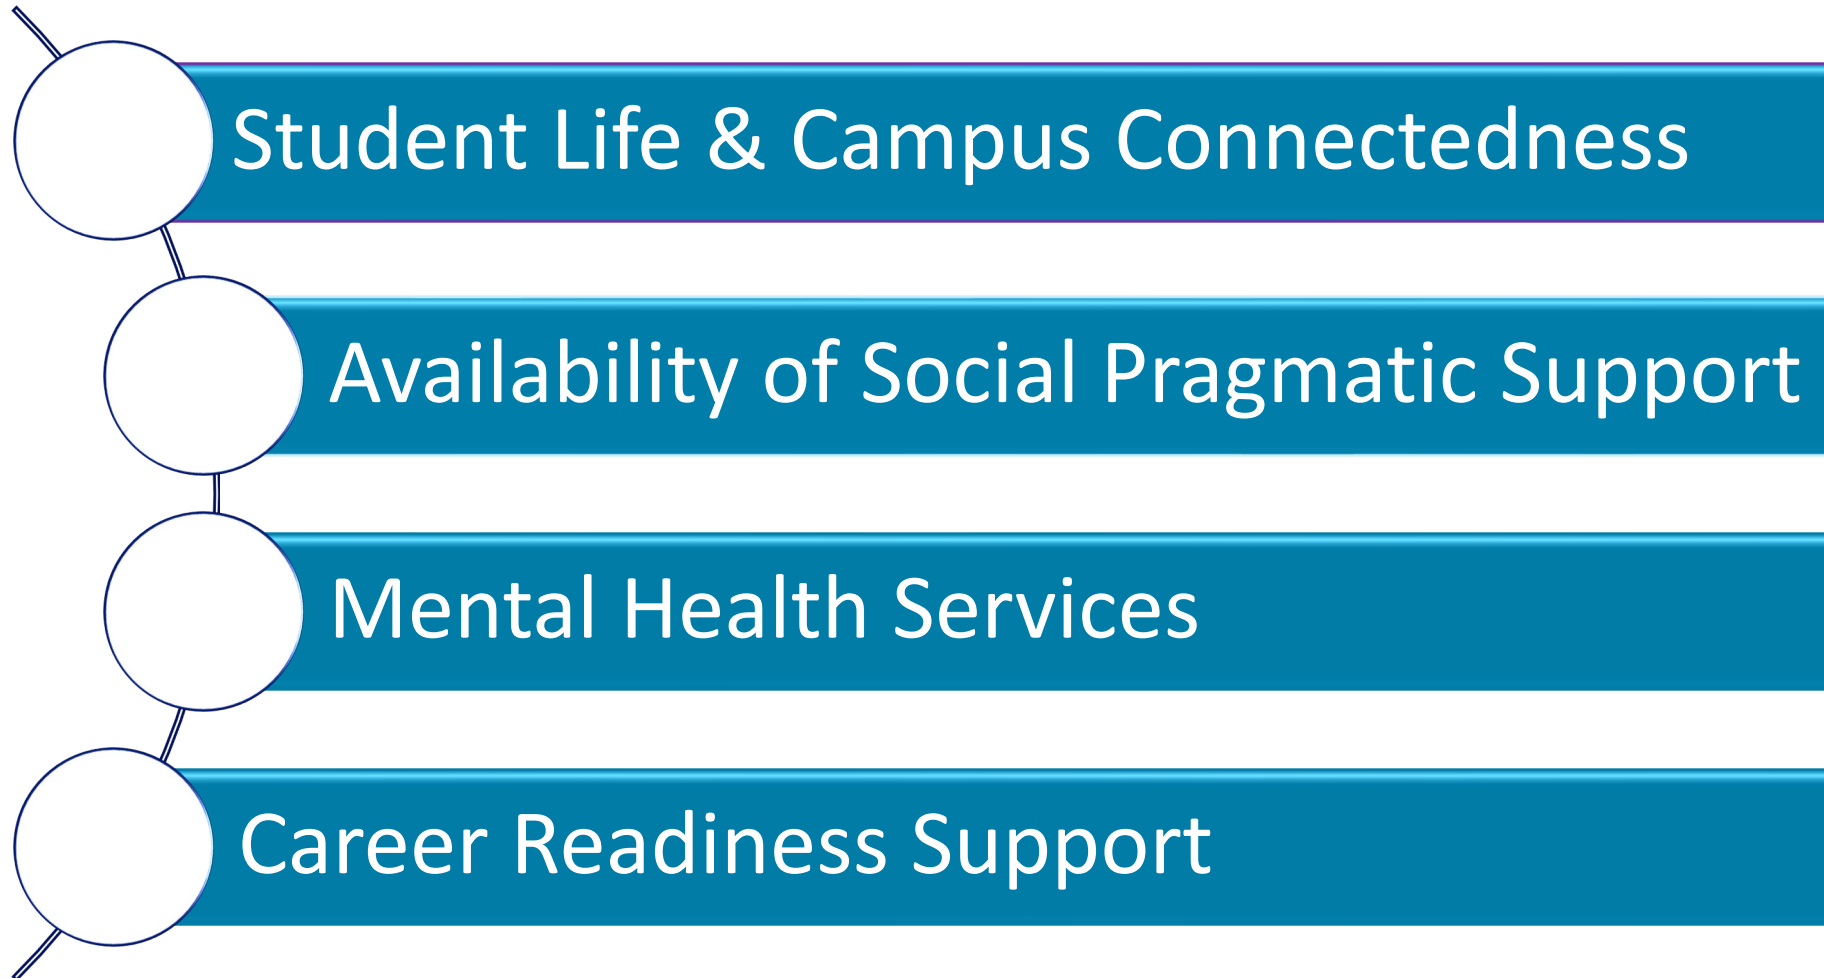 Student Life & Campus Connectedness
Availability of Social Pragmatic Support
Mental Health Services
Career Readiness Support